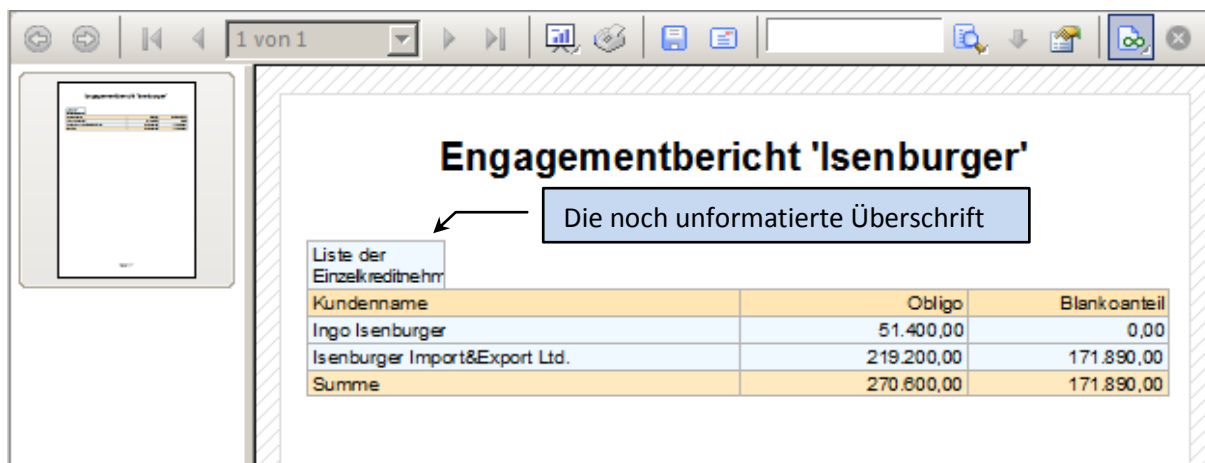 1 von 1
Engagementbericht 'Isenburger'
Die noch unformatierte Überschrift
Liste der
Einzelkreditnehm
Kundenname Obligo Blankoanteil
Ingo Isenburger 51.400,00 0,00
Isenburger Import&Export Ltd. 219.200,00 171.890,00
Summe 270.600,00 171.890,00